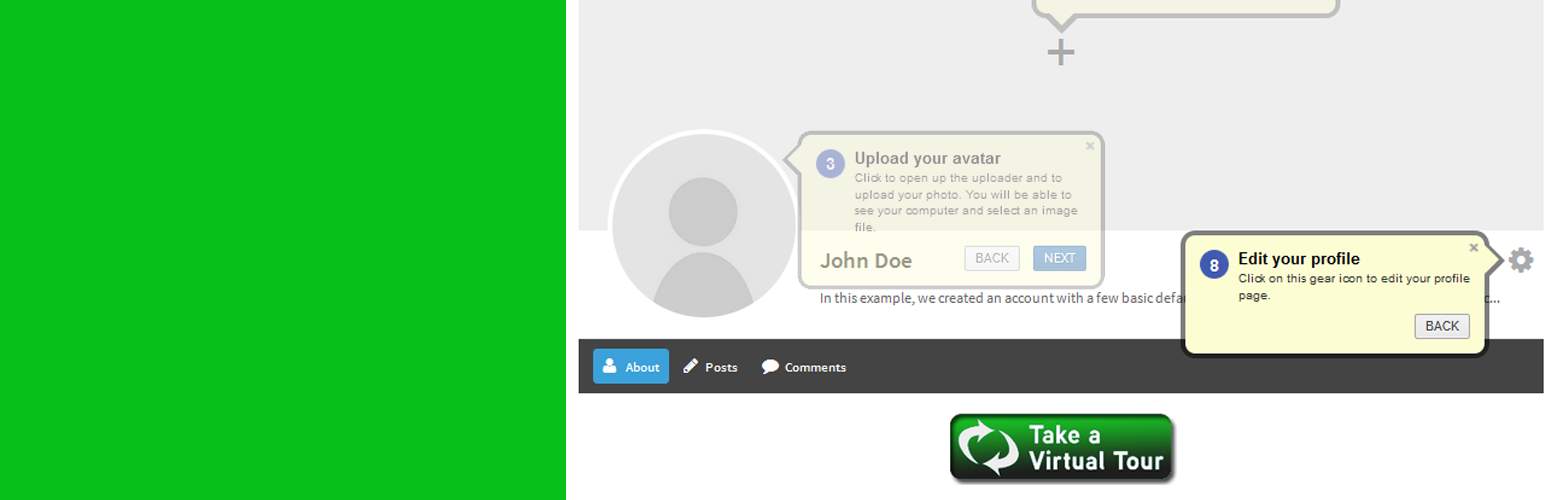 3
Upload your avatar
Click to open up the uploader and to
upload your photo. You will be able to
see your computer and select an image
file.
John Doe
BACK
NEXT
In this example, we created an account with a few basic
8
Edit your profile
Click on this gear icon to edit your profile
page.
BACK
About
Posts
Comments
Take a
Virtual Tour